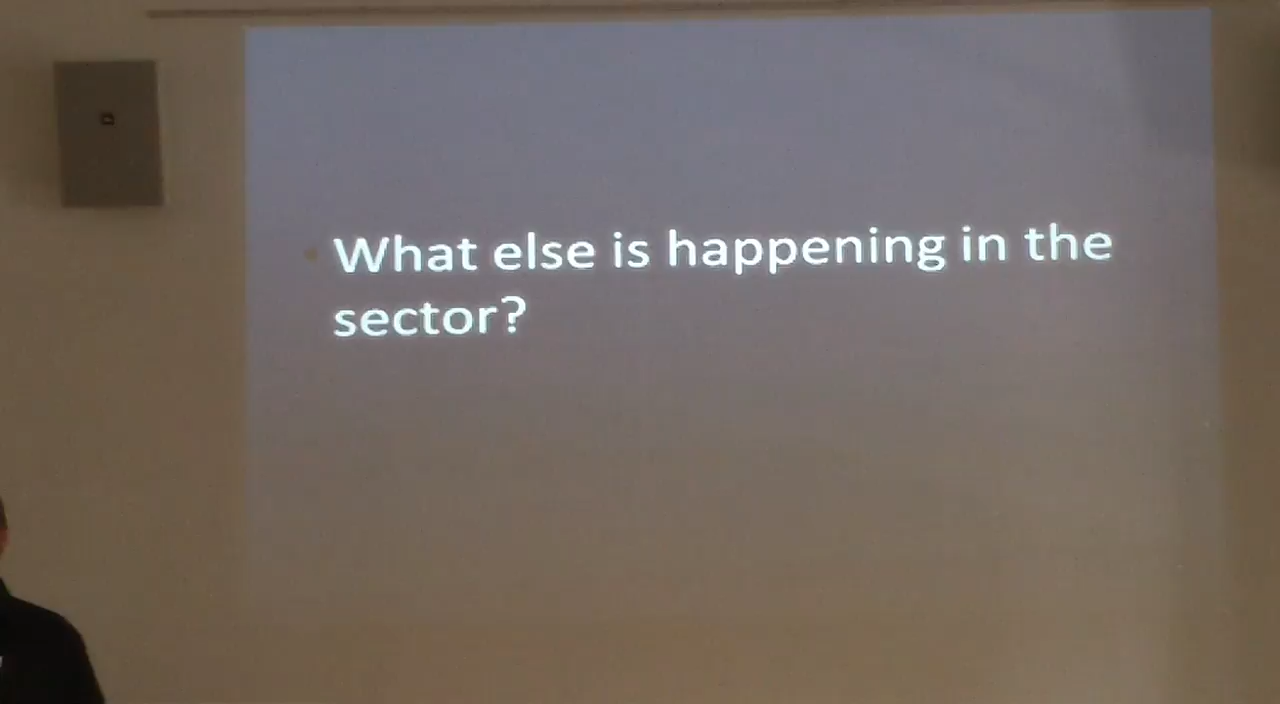 What else is happening in the
sector?